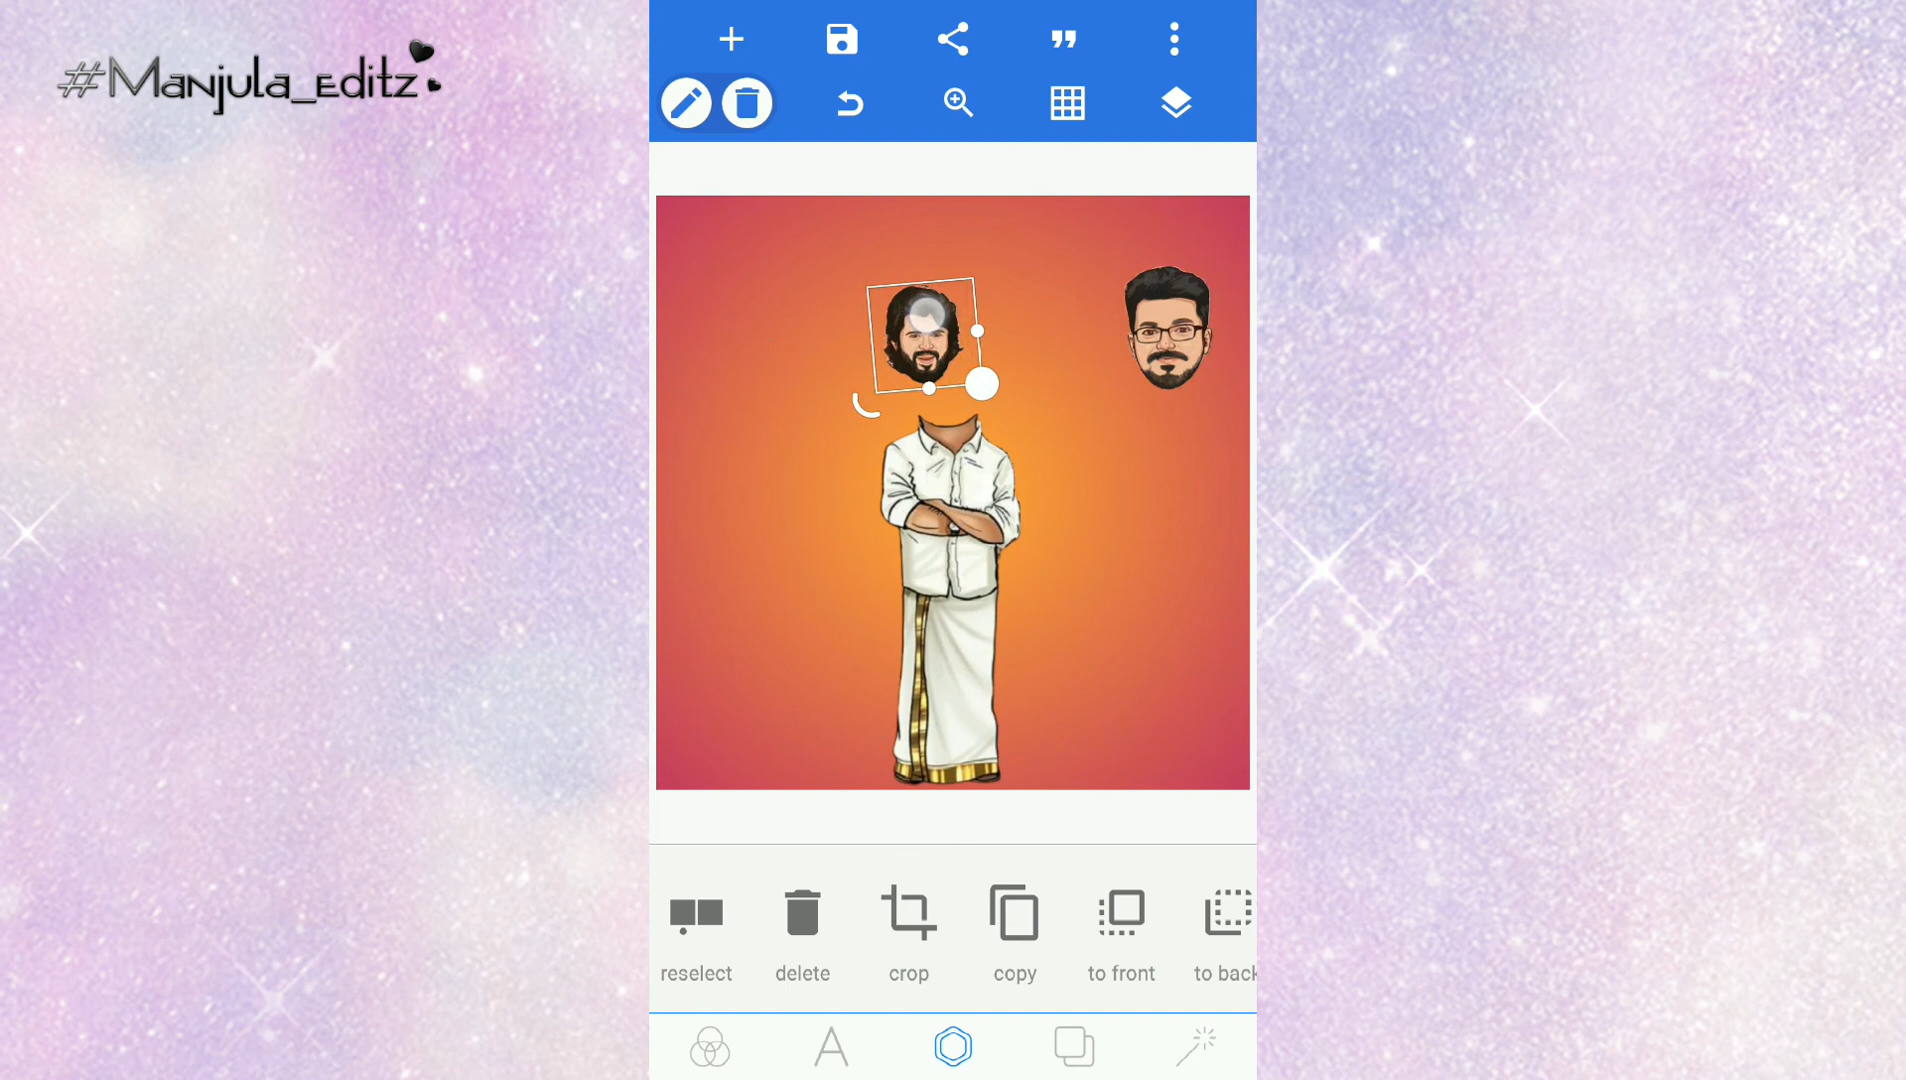 #Manjula_editz
reselect
delete
crop
copy
to front
to back